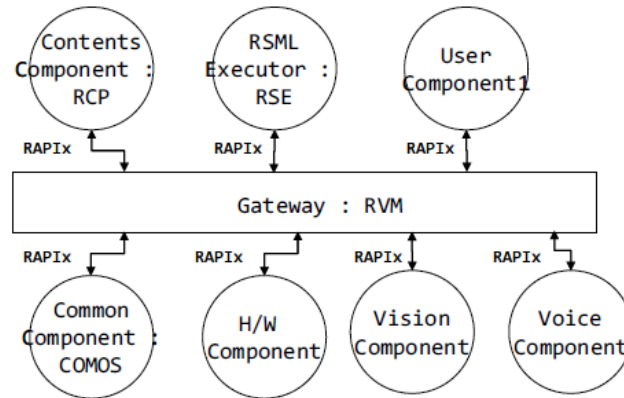 Contents
Component :
RCP
RSML
Executor :
RSE
User
Component1
RAPIx
RAPIx
RAPIx
Gateway : RVM
RAPIx
RAPIx
RAPIx
RAPIx
Common
Component :
COMOS
H/W
Component
Vision
Component
Voice
Component